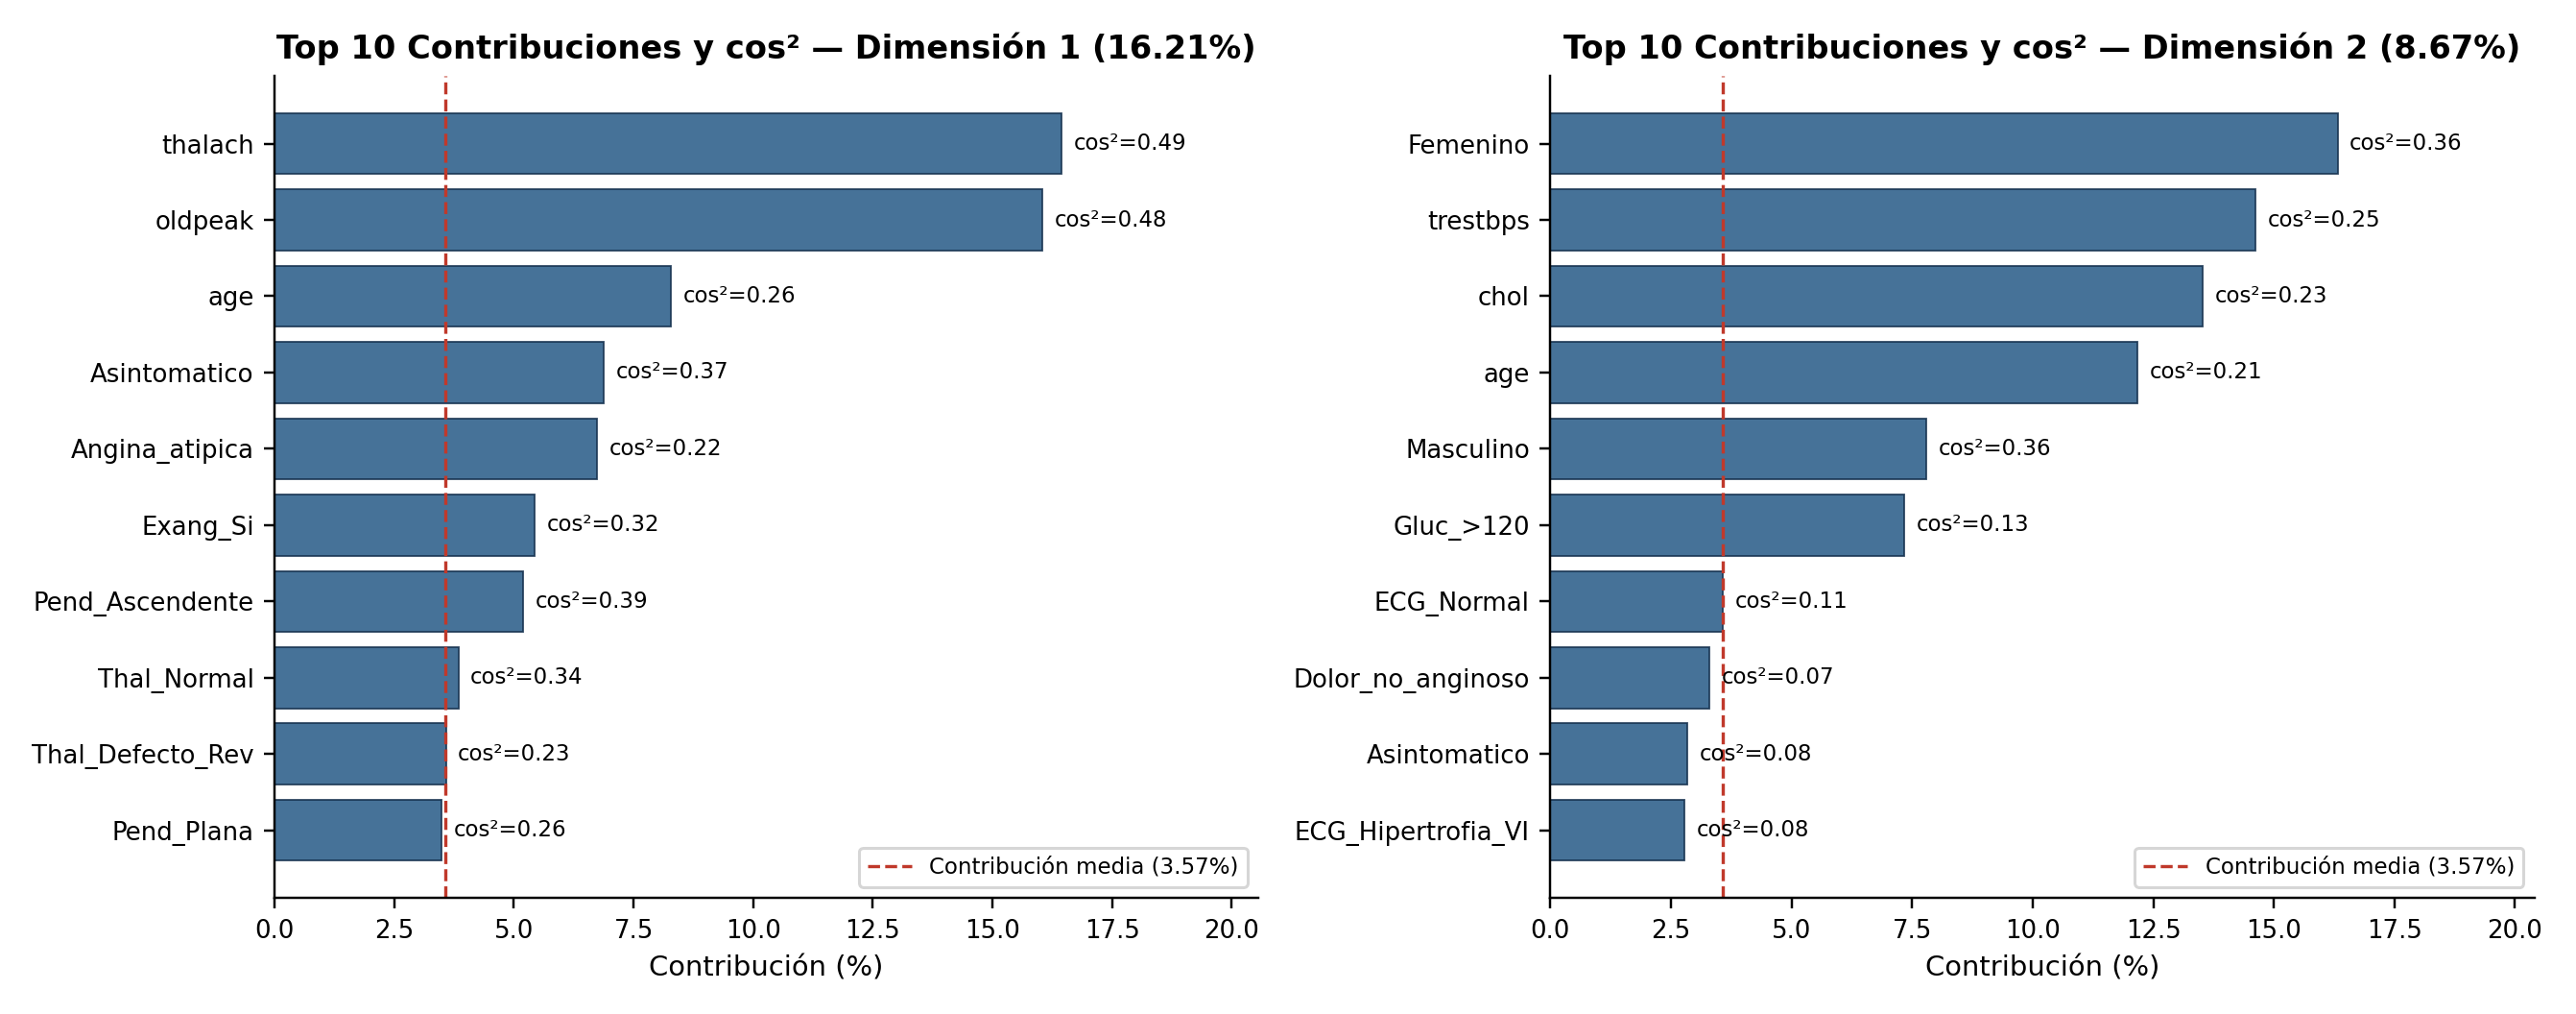 Top 10 Contribuciones y cos² — Dimensión 1 (16.21%)
thalach
cos²=0.49
oldpeak
cos²=0.48
age
cos²=0.26
Asintomatico
cos²=0.37
Angina_atipica
cos²=0.22
Exang_Si
cos²=0.32
Pend_Ascendente
cos²=0.39
Thal_Normal
cos²=0.34
Thal_Defecto_Rev
cos²=0.23
Pend_Plana
cos²=0.26
Contribución media (3.57%)
0.0 2.5 5.0 7.5 10.0 12.5 15.0 17.5 20.0
Contribución (%)
Top 10 Contribuciones y cos² — Dimensión 2 (8.67%)
Femenino
cos²=0.36
trestbps
cos²=0.25
chol
cos²=0.23
age
cos²=0.21
Masculino
cos²=0.36
Gluc_>120
cos²=0.13
ECG_Normal
cos²=0.11
Dolor_no_anginoso
cos²=0.07
Asintomatico
cos²=0.08
ECG_Hipertrofia_VI
cos²=0.08
Contribución media (3.57%)
0.0 2.5 5.0 7.5 10.0 12.5 15.0 17.5 20.0
Contribución (%)